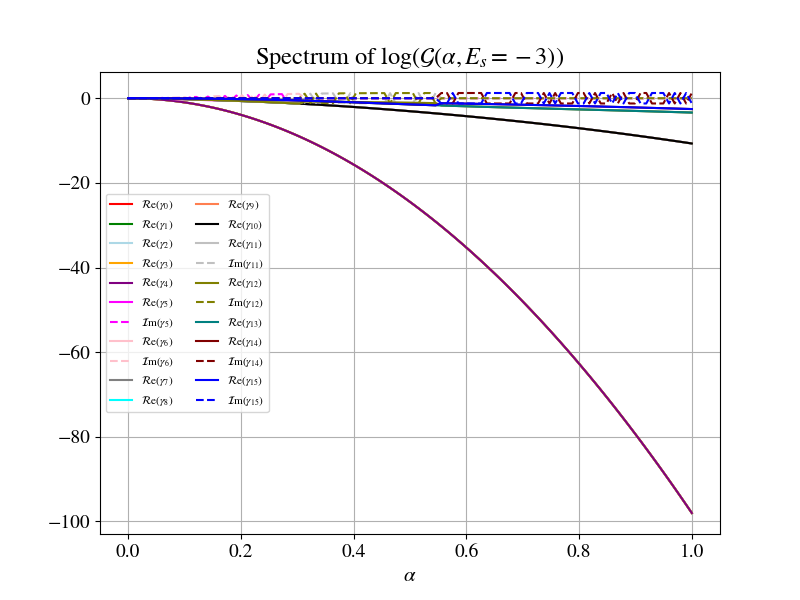 Spectrum of log(𝒢(α, E_s = −3))
0
−20
−40
−60
−80
−100
ℛe(γ₀)
ℛe(γ₁)
ℛe(γ₂)
ℛe(γ₃)
ℛe(γ₄)
ℛe(γ₅)
ℐm(γ₅)
ℛe(γ₆)
ℐm(γ₆)
ℛe(γ₇)
ℛe(γ₈)
ℛe(γ₉)
ℛe(γ₁₀)
ℛe(γ₁₁)
ℐm(γ₁₁)
ℛe(γ₁₂)
ℐm(γ₁₂)
ℛe(γ₁₃)
ℛe(γ₁₄)
ℐm(γ₁₄)
ℛe(γ₁₅)
ℐm(γ₁₅)
0.0 0.2 0.4 0.6 0.8 1.0
α